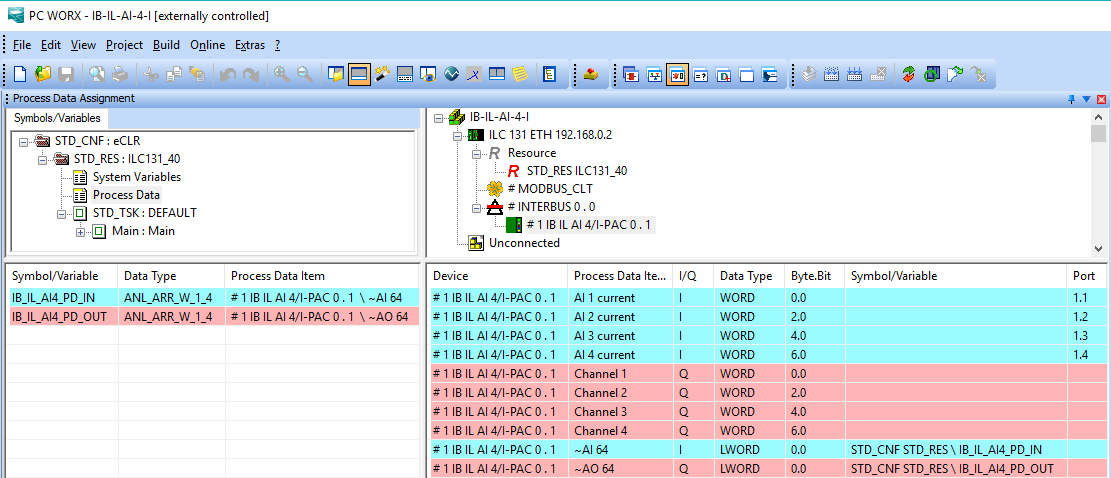 PC WORX - IB-IL-AI-4-I [externally controlled]
File Edit View Project Build Online Extras ?
Process Data Assignment
Symbols/Variables
STD_CNF : eCLR
STD_RES : ILC131_40
System Variables
Process Data
STD_TSK : DEFAULT
Main : Main
IB-IL-AI-4-I
ILC 131 ETH 192.168.0.2
R Resource
R STD_RES ILC131_40
# MODBUS_CLT
# INTERBUS 0 . 0
# 1 IB IL AI 4/I-PAC 0 . 1
Unconnected
Symbol/Variable Data Type Process Data Item
IB_IL_AI4_PD_IN ANL_ARR_W_1_4 # 1 IB IL AI 4/I-PAC 0 . 1 \ ~AI 64
IB_IL_AI4_PD_OUT ANL_ARR_W_1_4 # 1 IB IL AI 4/I-PAC 0 . 1 \ ~AO 64
Device Process Data Ite... I/Q Data Type Byte.Bit Symbol/Variable Port
# 1 IB IL AI 4/I-PAC 0 . 1 AI 1 current I WORD 0.0 1.1
# 1 IB IL AI 4/I-PAC 0 . 1 AI 2 current I WORD 2.0 1.2
# 1 IB IL AI 4/I-PAC 0 . 1 AI 3 current I WORD 4.0 1.3
# 1 IB IL AI 4/I-PAC 0 . 1 AI 4 current I WORD 6.0 1.4
# 1 IB IL AI 4/I-PAC 0 . 1 Channel 1 Q WORD 0.0
# 1 IB IL AI 4/I-PAC 0 . 1 Channel 2 Q WORD 2.0
# 1 IB IL AI 4/I-PAC 0 . 1 Channel 3 Q WORD 4.0
# 1 IB IL AI 4/I-PAC 0 . 1 Channel 4 Q WORD 6.0
# 1 IB IL AI 4/I-PAC 0 . 1 ~AI 64 I LWORD 0.0 STD_CNF STD_RES \ IB_IL_AI4_PD_IN
# 1 IB IL AI 4/I-PAC 0 . 1 ~AO 64 Q LWORD 0.0 STD_CNF STD_RES \ IB_IL_AI4_PD_OUT